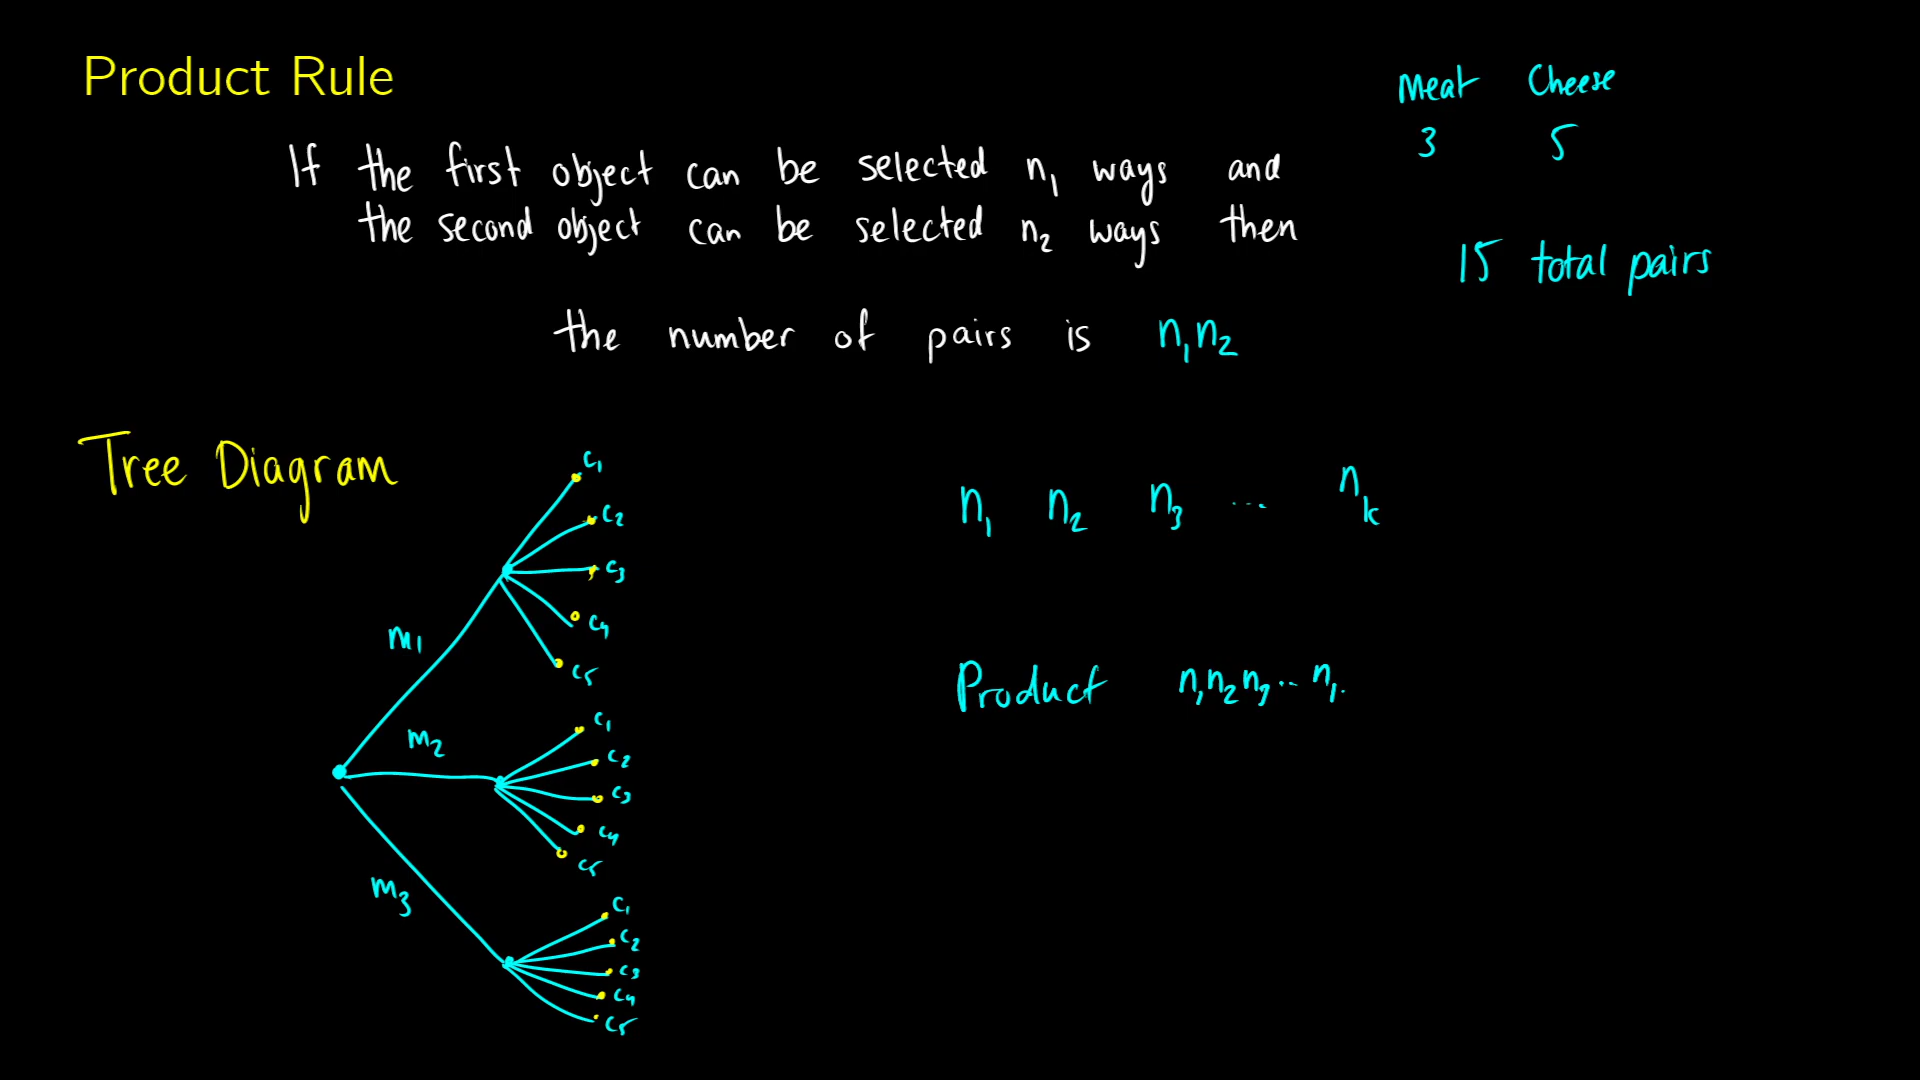 Product Rule
Meat Cheese
3 5
If the first object can be selected n₁ ways and
the second object can be selected n₂ ways then
15 total pairs
the number of pairs is n₁n₂
Tree Diagram
c₁
c₂
c₃
c₄
c₅
m₁
n₁ n₂ n₃ ... nₖ
Product n₁n₂n₃...n
m₂
c₁
c₂
c₃
c₄
c₅
m₃
c₁
c₂
c₃
c₄
c₅